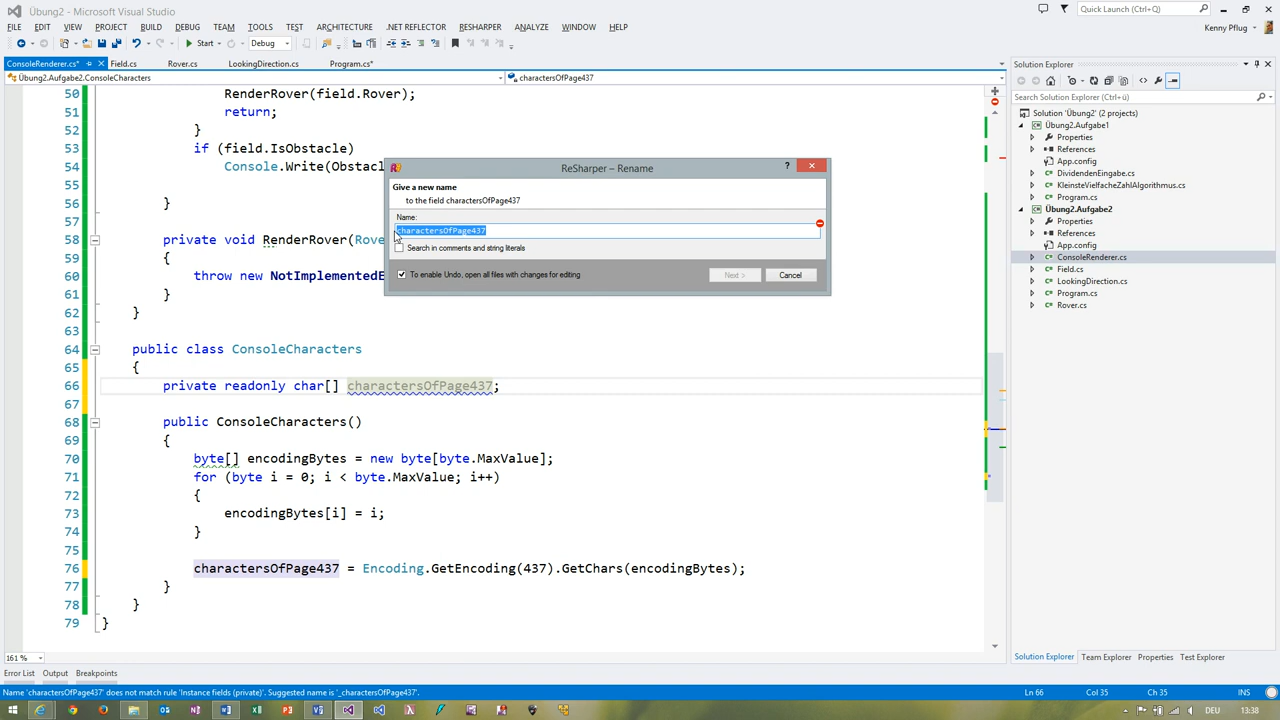 Übung2 - Microsoft Visual Studio
Quick Launch (Ctrl+Q)
FILE EDIT VIEW PROJECT BUILD DEBUG TEAM TOOLS TEST ARCHITECTURE .NET REFLECTOR RESHARPER ANALYZE WINDOW HELP
Kenny Pflug
Start Debug
ConsoleRenderer.cs* Field.cs Rover.cs LookingDirection.cs Program.cs*
Übung2.Aufgabe2.ConsoleCharacters charactersOfPage437
50 RenderRover(field.Rover);
51 return;
52 }
53 if (field.IsObstacle)
54 Console.Write(Obstac
55
56 }
57
58 private void RenderRover(Rove
59 {
60 throw new NotImplementedE
61 }
62 }
63
64 public class ConsoleCharacters
65 {
66 private readonly char[] charactersOfPage437;
67
68 public ConsoleCharacters()
69 {
70 byte[] encodingBytes = new byte[byte.MaxValue];
71 for (byte i = 0; i < byte.MaxValue; i++)
72 {
73 encodingBytes[i] = i;
74 }
75
76 charactersOfPage437 = Encoding.GetEncoding(437).GetChars(encodingBytes);
77 }
78 }
79 }
161 %
ReSharper – Rename
?
Give a new name
to the field charactersOfPage437
Name:
charactersOfPage437
Search in comments and string literals
To enable Undo, open all files with changes for editing
Next >
Cancel
Solution Explorer
Search Solution Explorer (Ctrl+ü)
Solution 'Übung2' (2 projects)
Übung2.Aufgabe1
Properties
References
App.config
DividendenEingabe.cs
KleinsteVielfacheZahlAlgorithmus.cs
Program.cs
Übung2.Aufgabe2
Properties
References
App.config
ConsoleRenderer.cs
Field.cs
LookingDirection.cs
Program.cs
Rover.cs
Solution Explorer Team Explorer Properties Test Explorer
Error List Output Breakpoints
Name 'charactersOfPage437' does not match rule 'Instance fields (private)'. Suggested name is '_charactersOfPage437'.
Ln 66 Col 35 Ch 35 INS
DEU 13:38